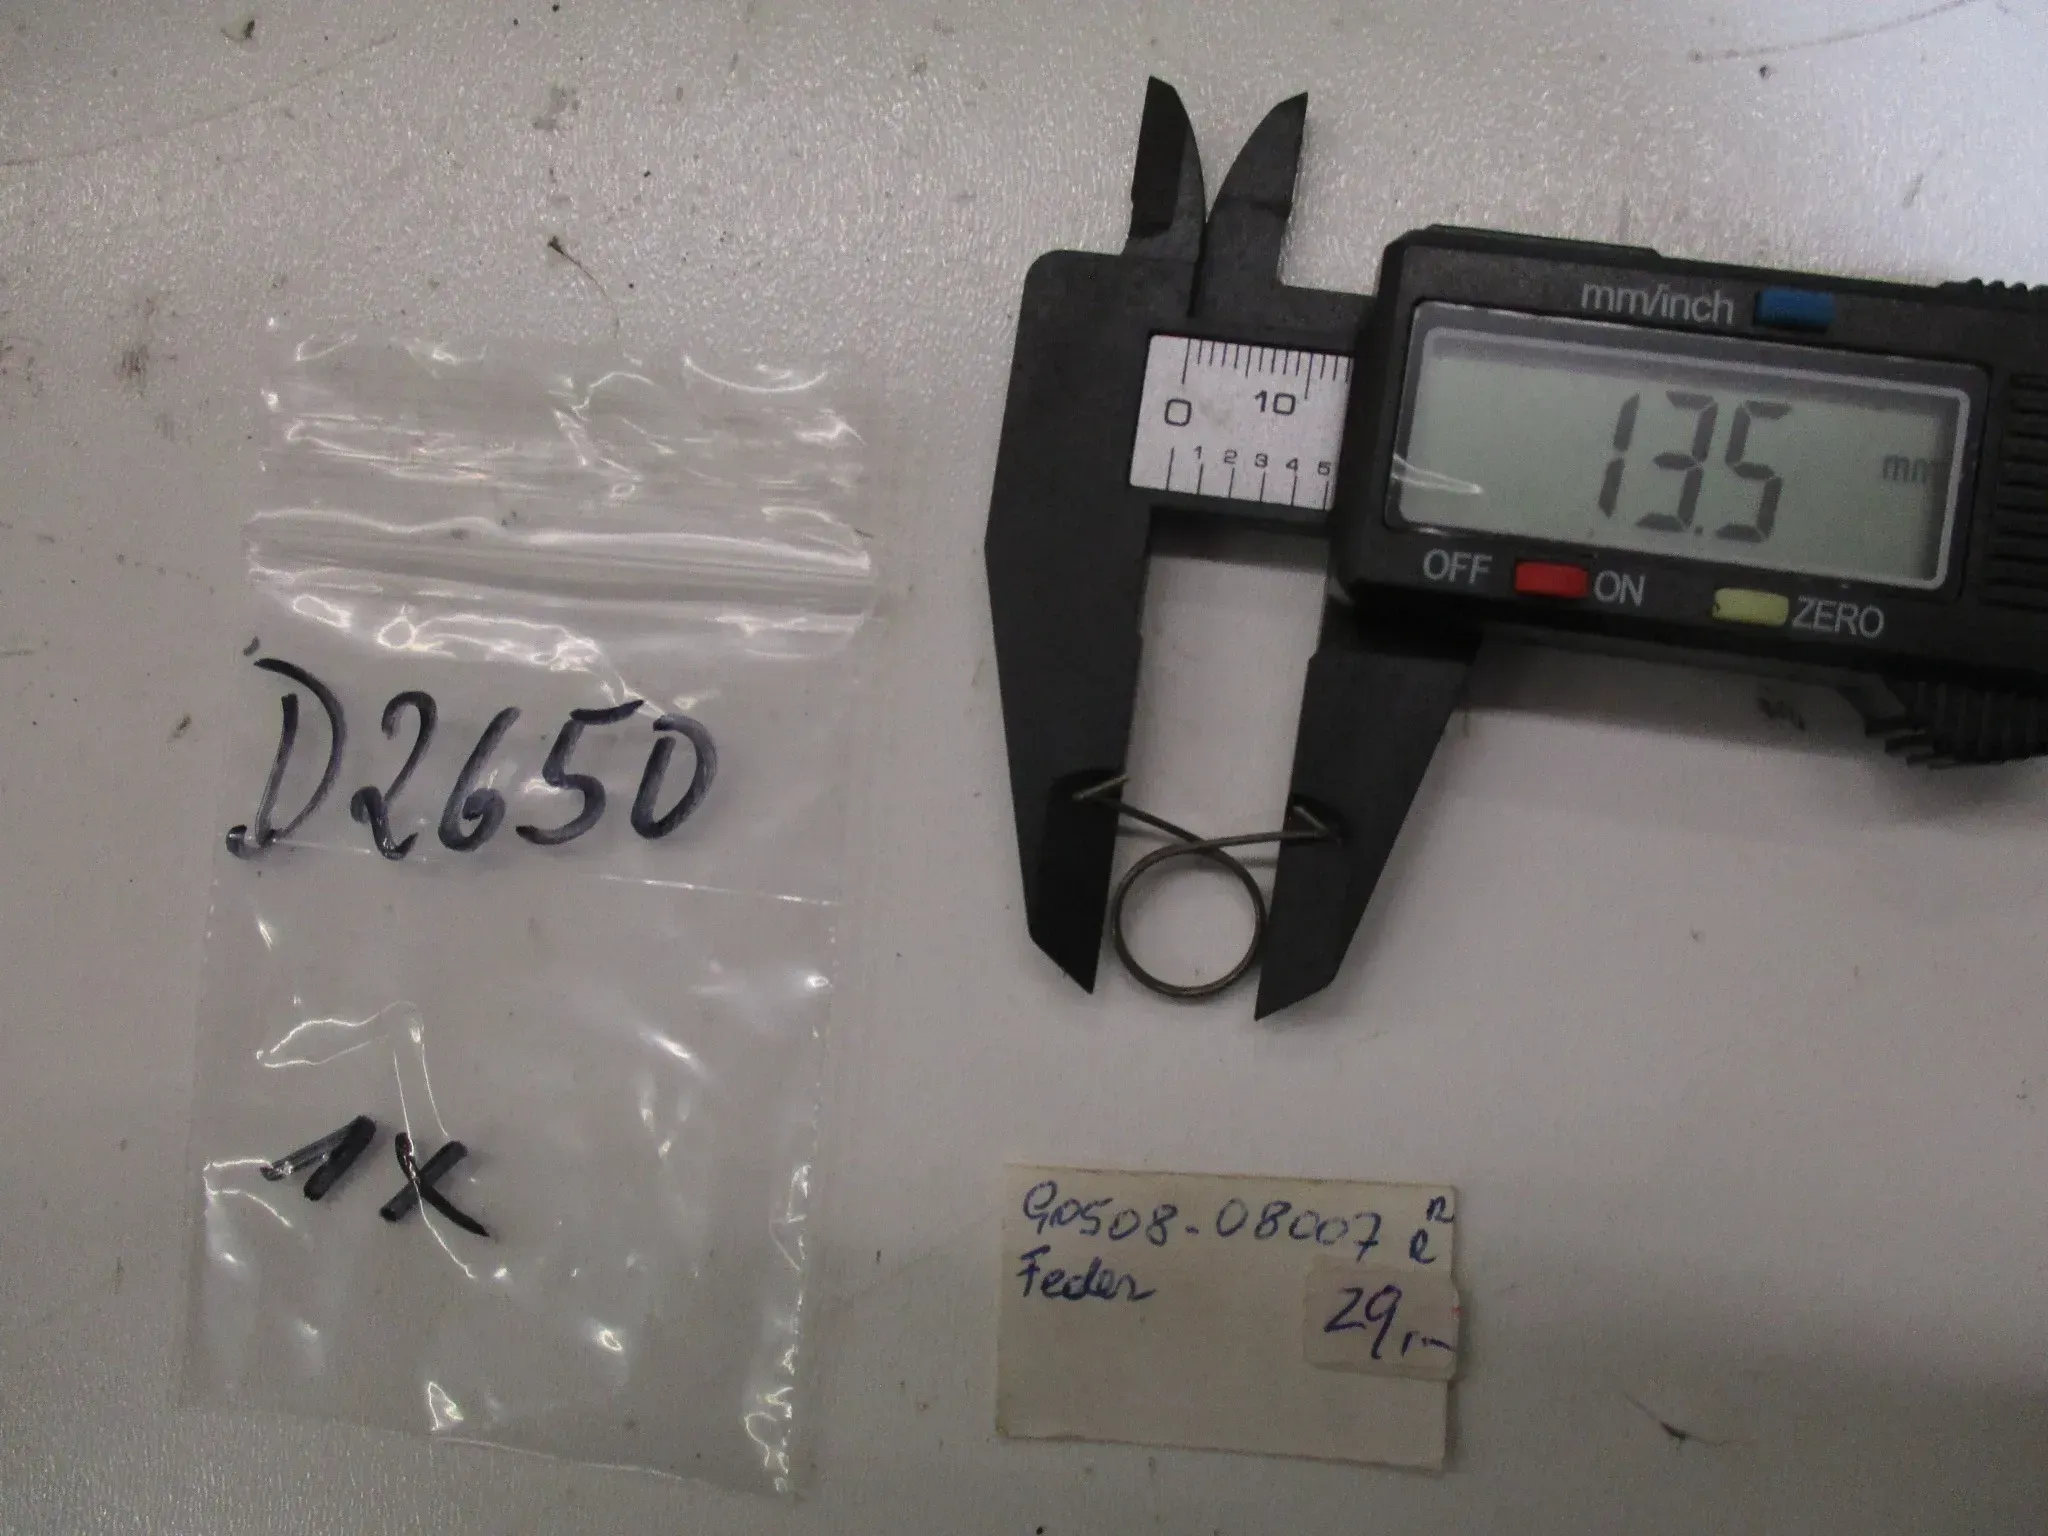 mm/inch
0 10
1 2 3 4 5
13.5 mm
OFF ON ZERO
D2650
1x
90508-08007
Feder
29,-